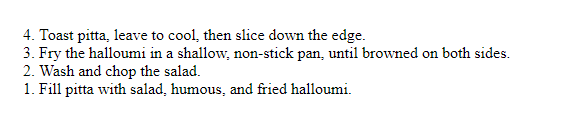 4. Toast pitta, leave to cool, then slice down the edge.
3. Fry the halloumi in a shallow, non-stick pan, until browned on both sides.
2. Wash and chop the salad.
1. Fill pitta with salad, humous, and fried halloumi.